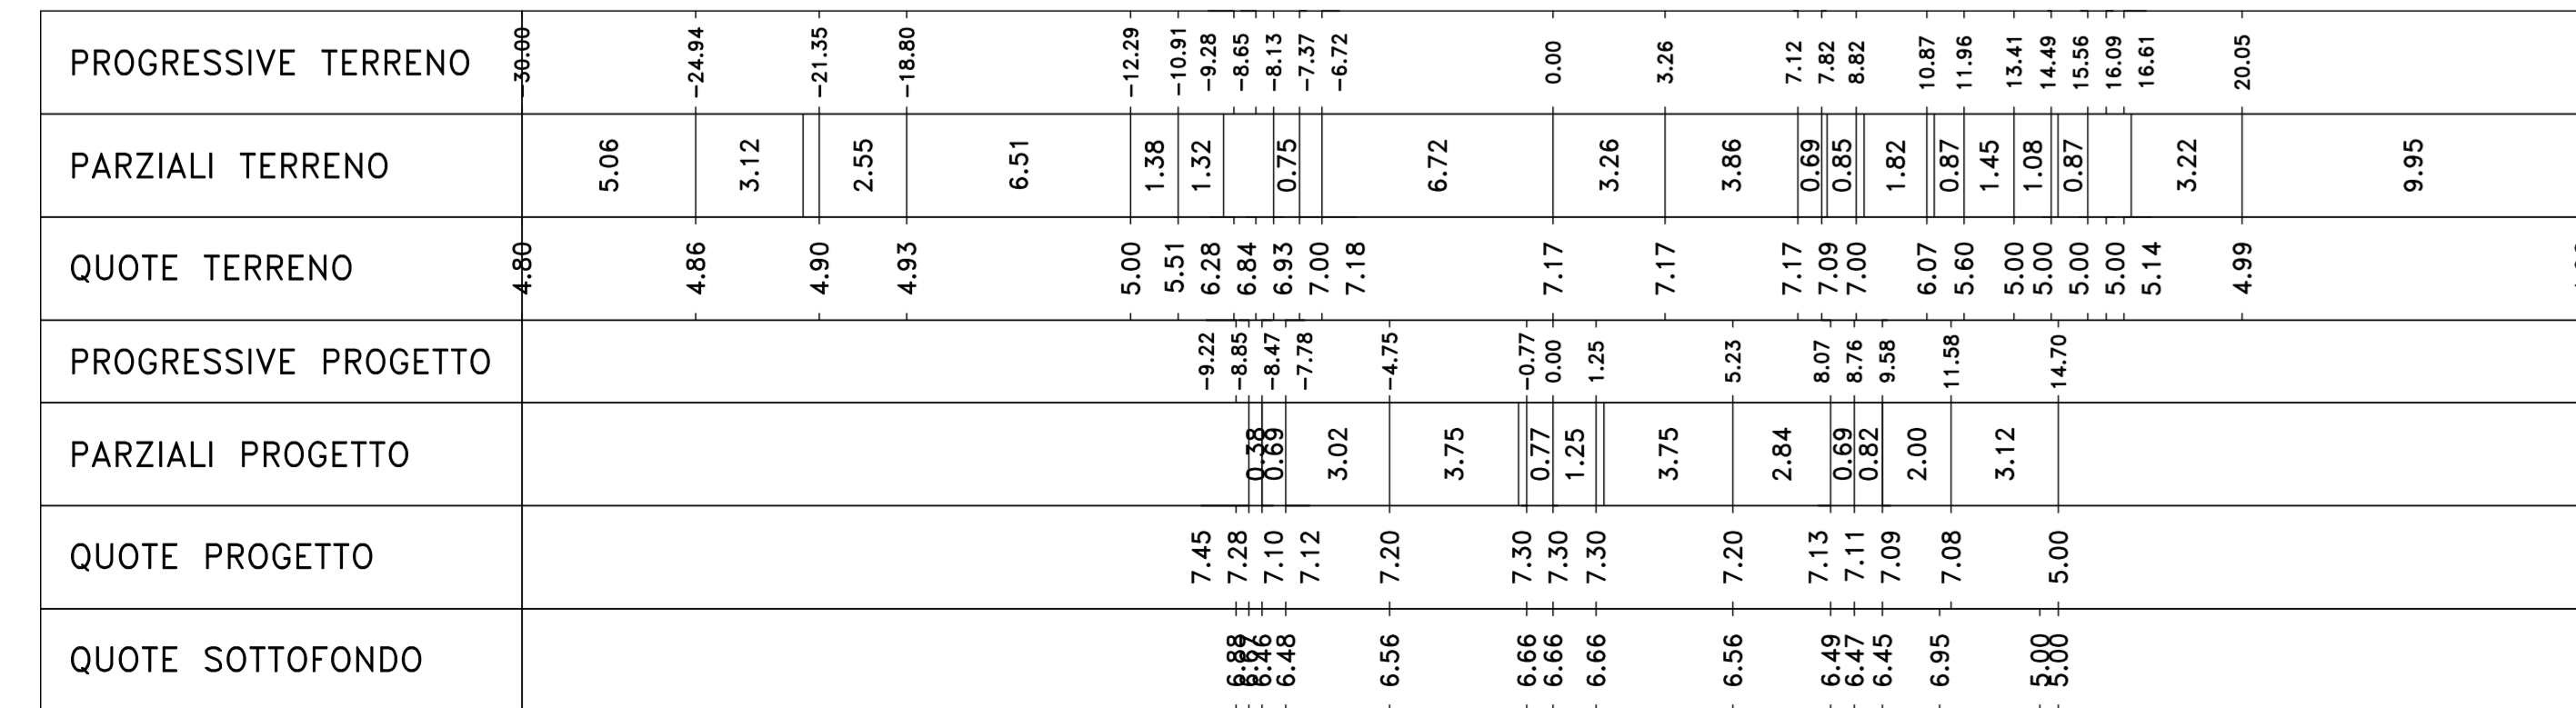 PROGRESSIVE TERRENO -30.00 -24.94 -21.35 -18.80 -12.29 -10.91 -9.28 -8.65 -8.13 -7.37 -6.72 0.00 3.26 7.12 7.82 8.82 10.87 11.96 13.41 14.49 15.56 16.09 16.61 20.05
PARZIALI TERRENO 5.06 3.12 2.55 6.51 1.38 1.32 0.75 6.72 3.26 3.86 0.69 0.85 1.82 0.87 1.45 1.08 0.87 3.22 9.95
QUOTE TERRENO 4.80 4.86 4.90 4.93 5.00 5.51 6.28 6.84 6.93 7.00 7.18 7.17 7.17 7.17 7.09 7.00 6.07 5.60 5.00 5.00 5.00 5.00 5.14 4.99
PROGRESSIVE PROGETTO -9.22 -8.85 -8.47 -7.78 -4.75 -0.77 0.00 1.25 5.23 8.07 8.76 9.58 11.58 14.70
PARZIALI PROGETTO 0.38 0.69 3.02 3.75 0.77 1.25 3.75 2.84 0.69 0.82 2.00 3.12
QUOTE PROGETTO 7.45 7.28 7.10 7.12 7.20 7.30 7.30 7.30 7.20 7.13 7.11 7.09 7.08 5.00
QUOTE SOTTOFONDO 6.46 6.48 6.56 6.66 6.66 6.66 6.56 6.49 6.47 6.45 6.95 5.00 5.00